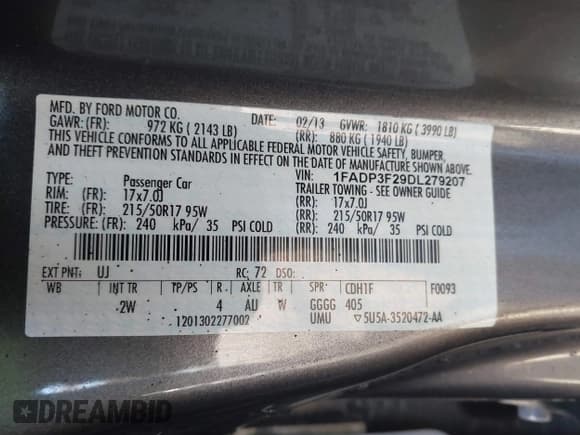 MFD. BY FORD MOTOR CO.
DATE: 02/13 GVWR: 1810 KG ( 3990 LB)
GAWR: (FR): 972 KG ( 2143 LB) (RR): 880 KG ( 1940 LB)
THIS VEHICLE CONFORMS TO ALL APPLICABLE FEDERAL MOTOR VEHICLE SAFETY, BUMPER,
AND THEFT PREVENTION STANDARDS IN EFFECT ON THE DATE OF MANUFACTURE SHOWN ABOVE.
VIN: 1FADP3F29DL279207
TYPE: Passenger Car TRAILER TOWING - SEE OWNER GUIDE
RIM: (FR) 17x7.0J (RR): 17x7.0J
TIRE: (FR) 215/50R17 95W (RR): 215/50R17 95W
PRESSURE: (FR) 240 kPa/ 35 PSI COLD (RR): 240 kPa/ 35 PSI COLD
EXT PNT: UJ RC: 72 DSO:
WB INT TR TP/PS R AXLE TR SPR CDH1F F0093
2W 4 AU W GGGG 405
1201302277002 UMU ▽ 5U5A-3520472-AA
DREAMBID